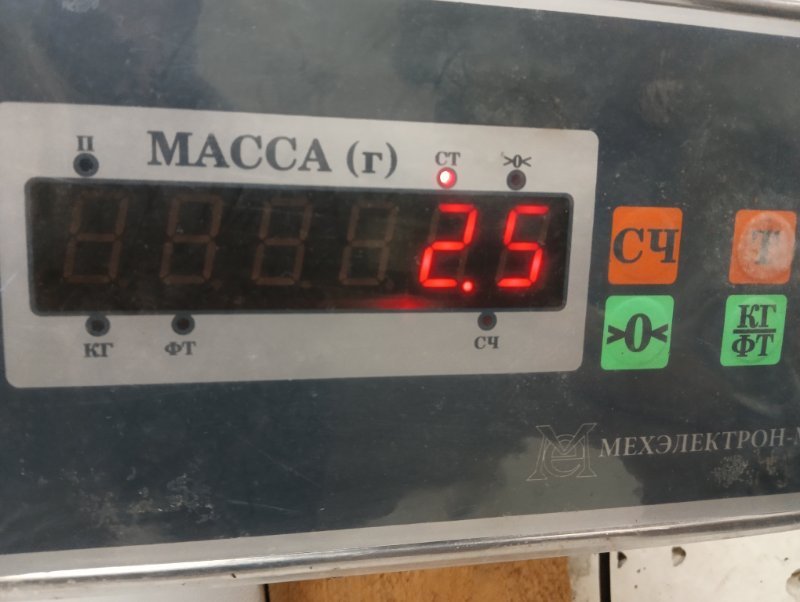 П
МАССА (г)
СТ
>0<
2.5
КГ
ФТ
СЧ
СЧ
Т
>0<
КГ
ФТ
МЕХЭЛЕКТРОН-М